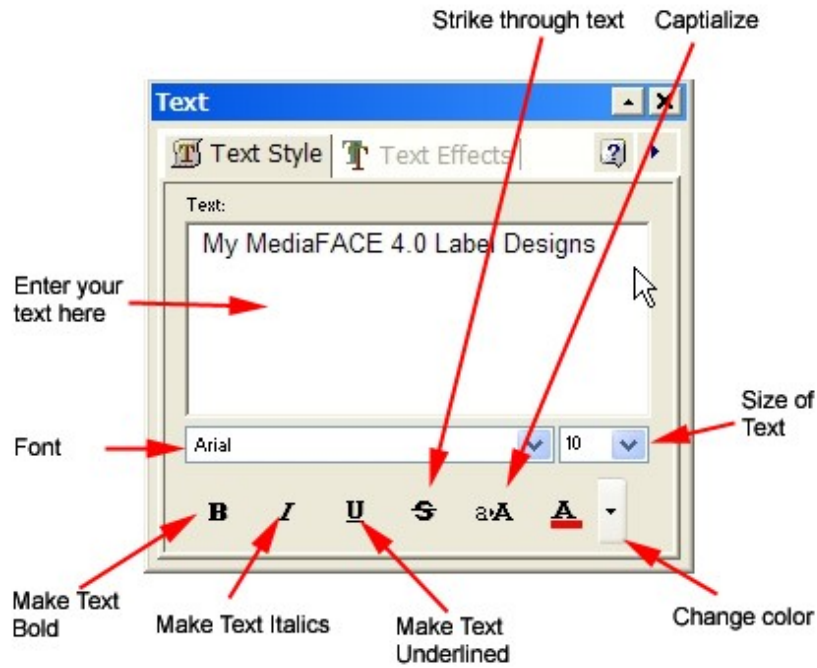 Strike through text
Captialize
Text
Text Style
Text Effects
Text:
My MediaFACE 4.0 Label Designs
Enter your
text here
Size of
Text
Font
Arial
10
B
I
U
S
a›A
A
Make Text
Bold
Make Text Italics
Make Text
Underlined
Change color